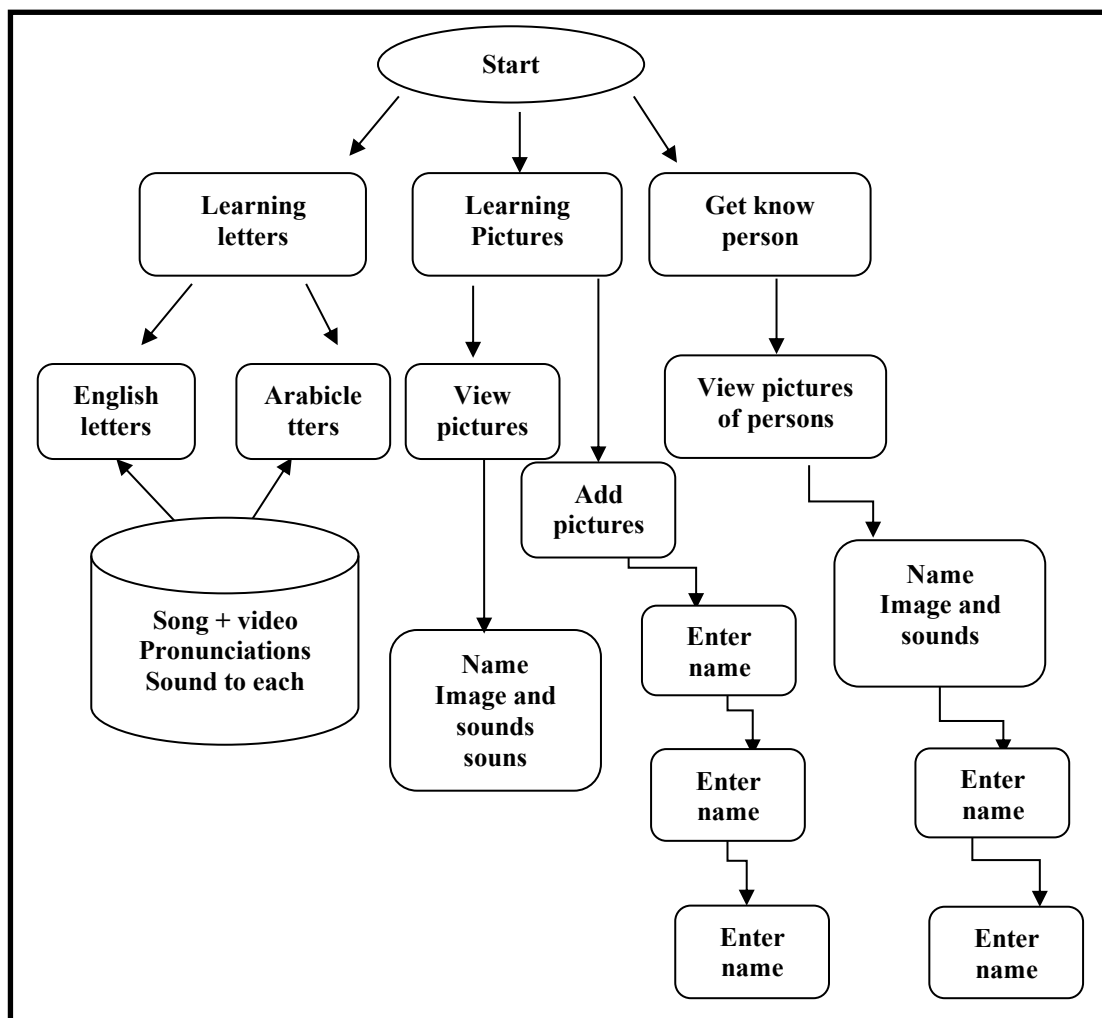 Start
Learning
letters
Learning
Pictures
Get know
person
English
letters
Arabicle
tters
View
pictures
View pictures
of persons
Add
pictures
Song + video
Pronunciations
Sound to each
Name
Image and
sounds
souns
Enter
name
Name
Image and
sounds
Enter
name
Enter
name
Enter
name
Enter
name